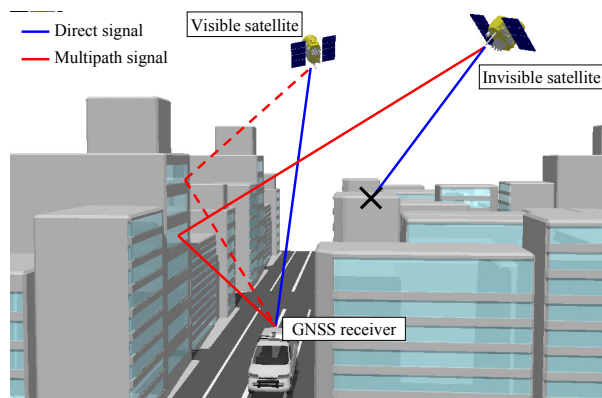 Direct signal
Multipath signal
Visible satellite
Invisible satellite
GNSS receiver